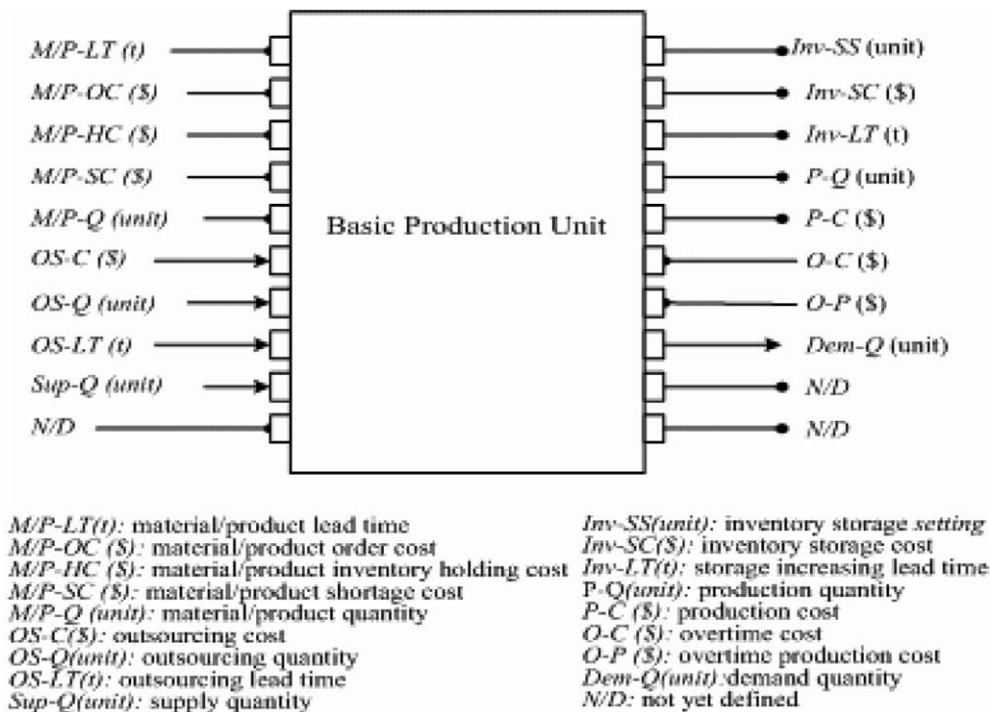 M/P-LT (t)
M/P-OC ($)
M/P-HC ($)
M/P-SC ($)
M/P-Q (unit)
OS-C ($)
OS-Q (unit)
OS-LT (t)
Sup-Q (unit)
N/D
Basic Production Unit
Inv-SS (unit)
Inv-SC ($)
Inv-LT (t)
P-Q (unit)
P-C ($)
O-C ($)
O-P ($)
Dem-Q (unit)
N/D
N/D
M/P-LT(t): material/product lead time
M/P-OC ($): material/product order cost
M/P-HC ($): material/product inventory holding cost
M/P-SC ($): material/product shortage cost
M/P-Q (unit): material/product quantity
OS-C($): outsourcing cost
OS-Q(unit): outsourcing quantity
OS-LT(t): outsourcing lead time
Sup-Q(unit): supply quantity
Inv-SS(unit): inventory storage setting
Inv-SC($): inventory storage cost
Inv-LT(t): storage increasing lead time
P-Q(unit): production quantity
P-C ($): production cost
O-C ($): overtime cost
O-P ($): overtime production cost
Dem-Q(unit):demand quantity
N/D: not yet defined